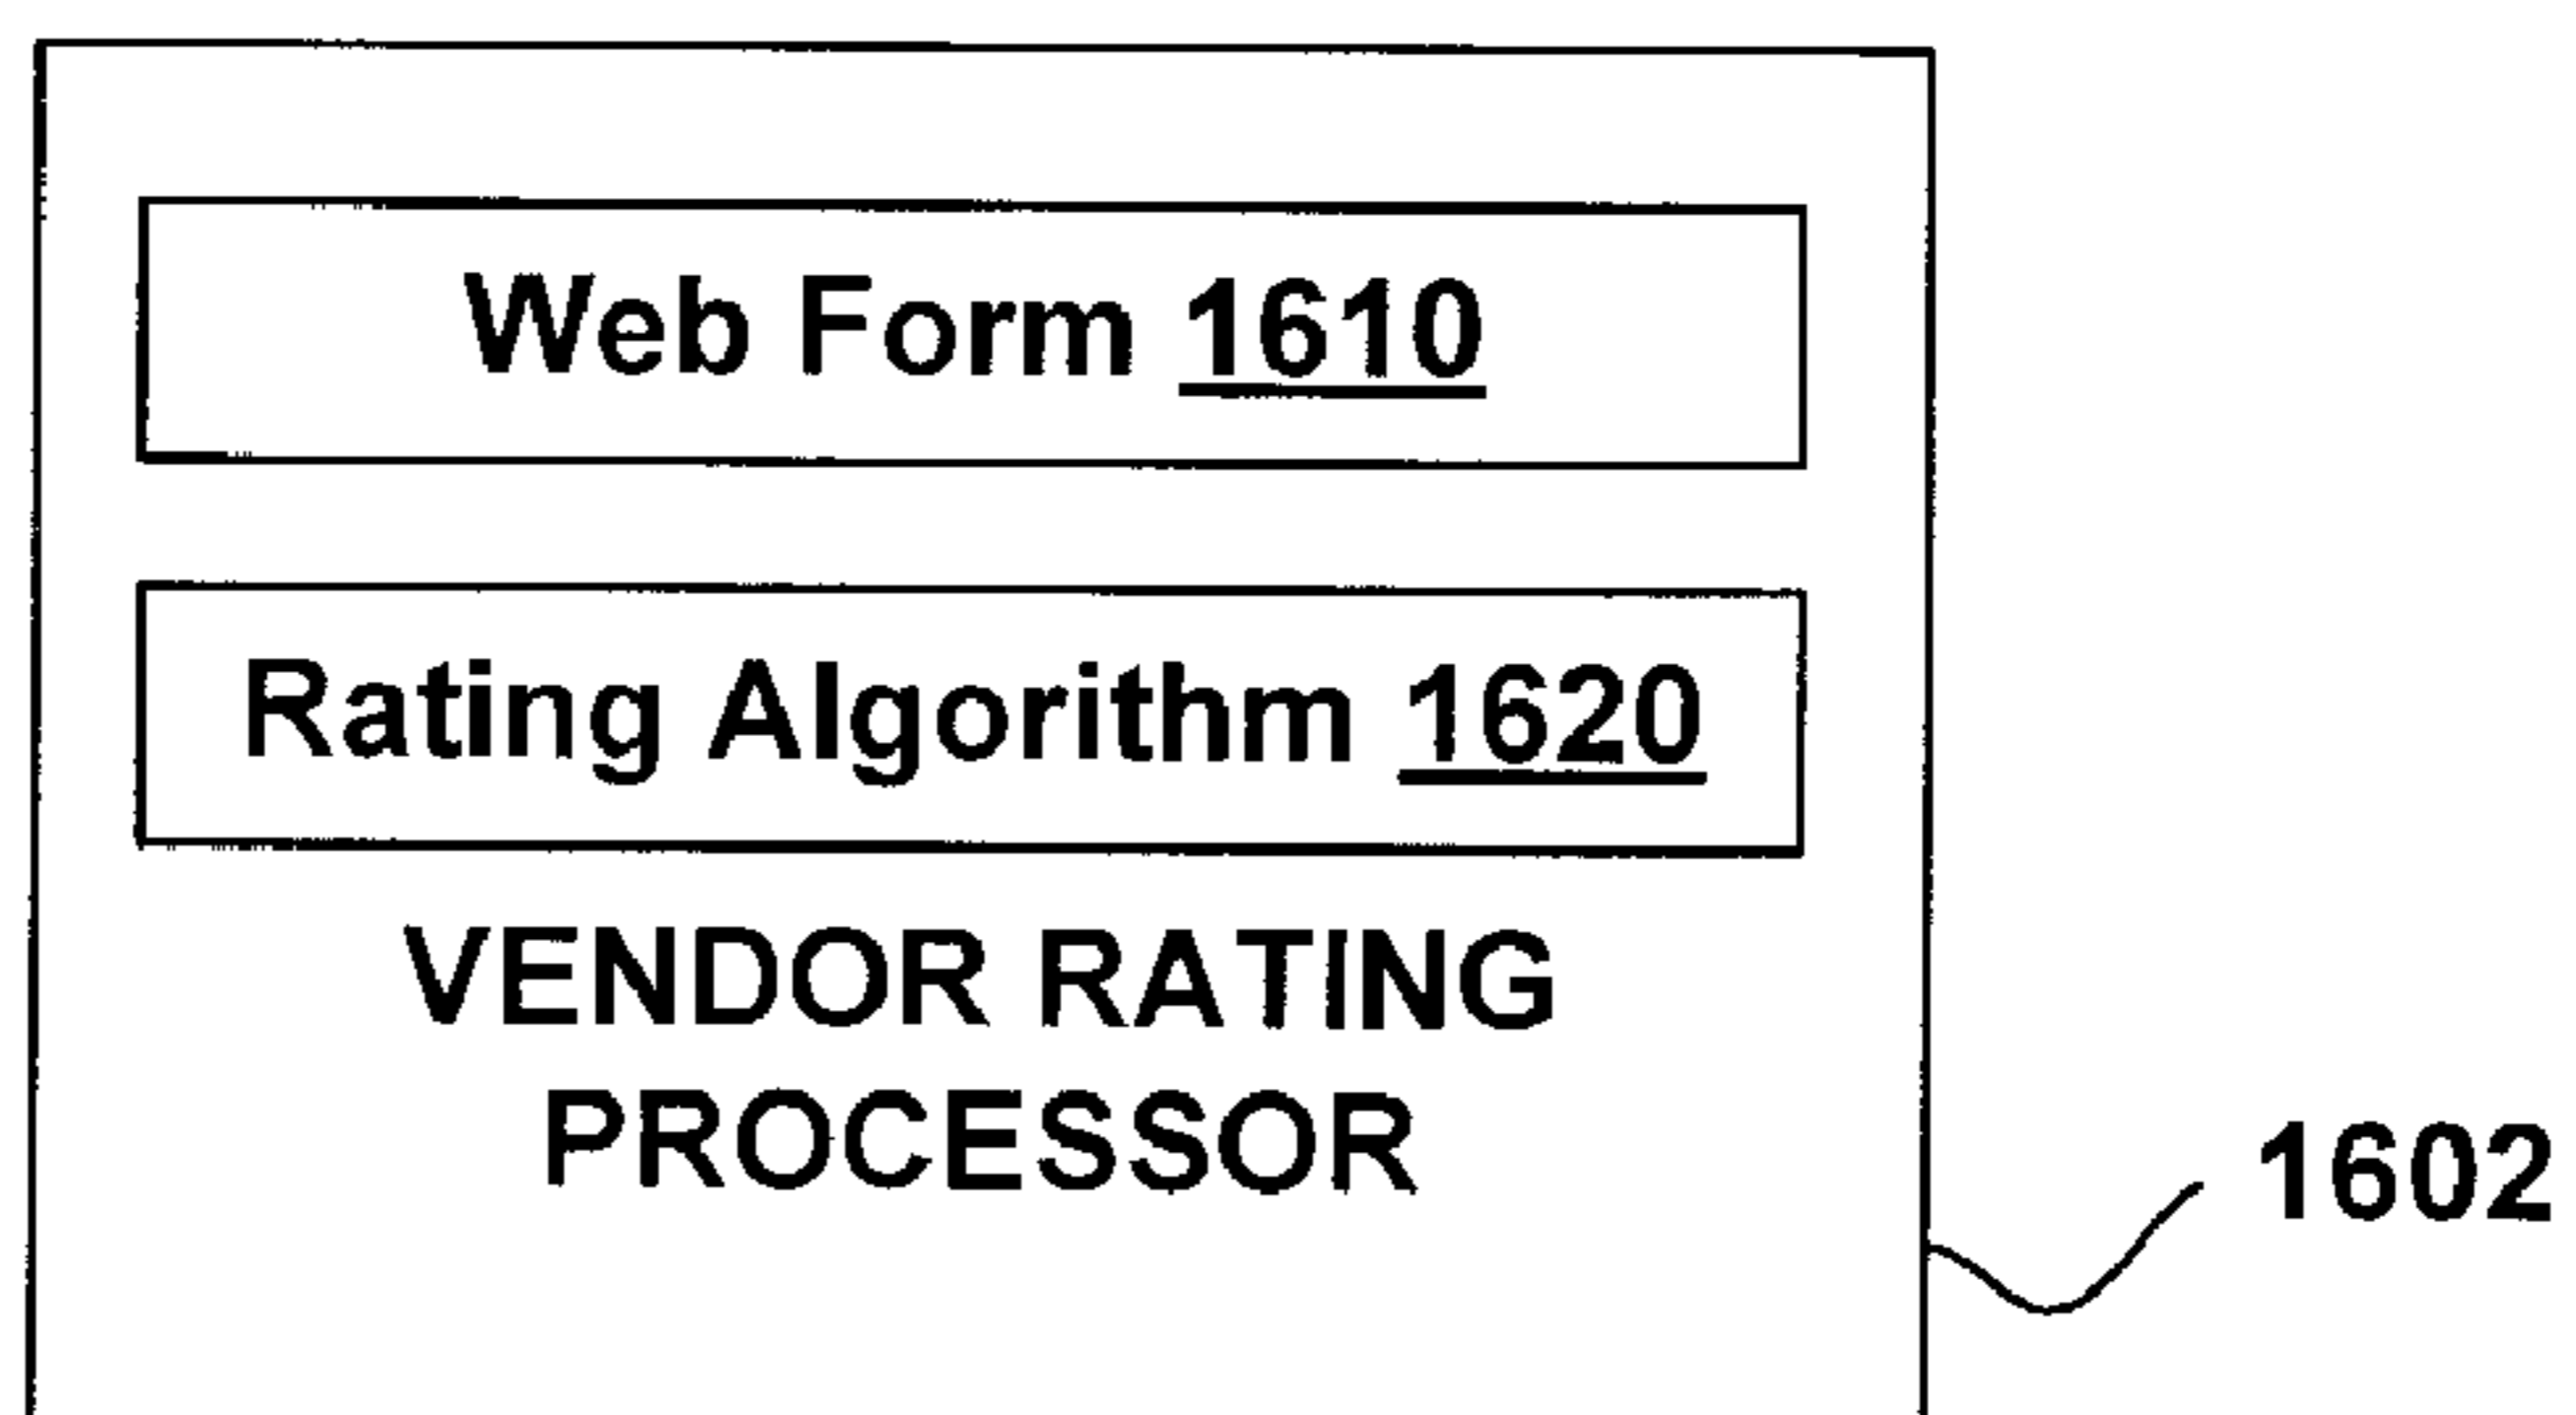 Web Form 1610
Rating Algorithm 1620
VENDOR RATING
PROCESSOR
1602